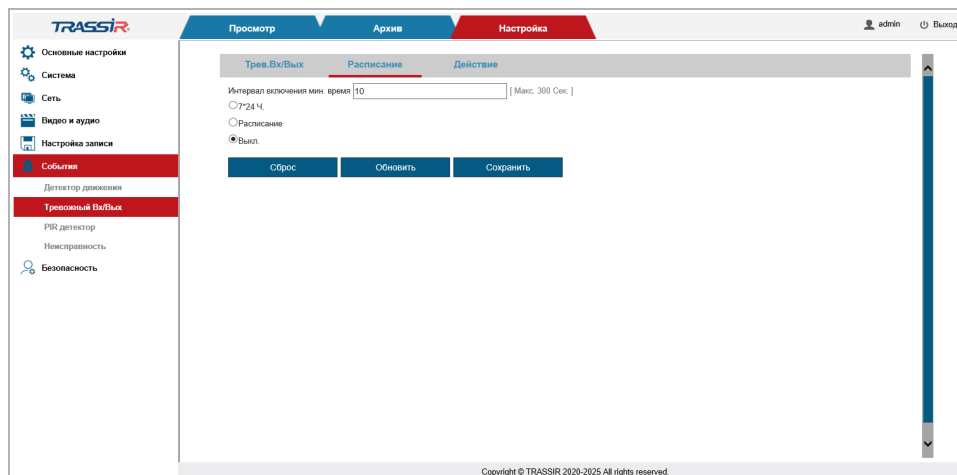 TRASSIR
Просмотр
Архив
Настройка
admin
Выход
Основные настройки
Система
Сеть
Видео и аудио
Настройка записи
События
Детектор движения
Тревожный Вх/Вых
PIR детектор
Неисправность
Безопасность
Трев.Вх/Вых
Расписание
Действие
Интервал включения мин. время 10 [ Макс. 300 Сек. ]
7*24 Ч.
Расписание
Выкл.
Сброс
Обновить
Сохранить
Copyright © TRASSIR 2020-2025 All rights reserved.